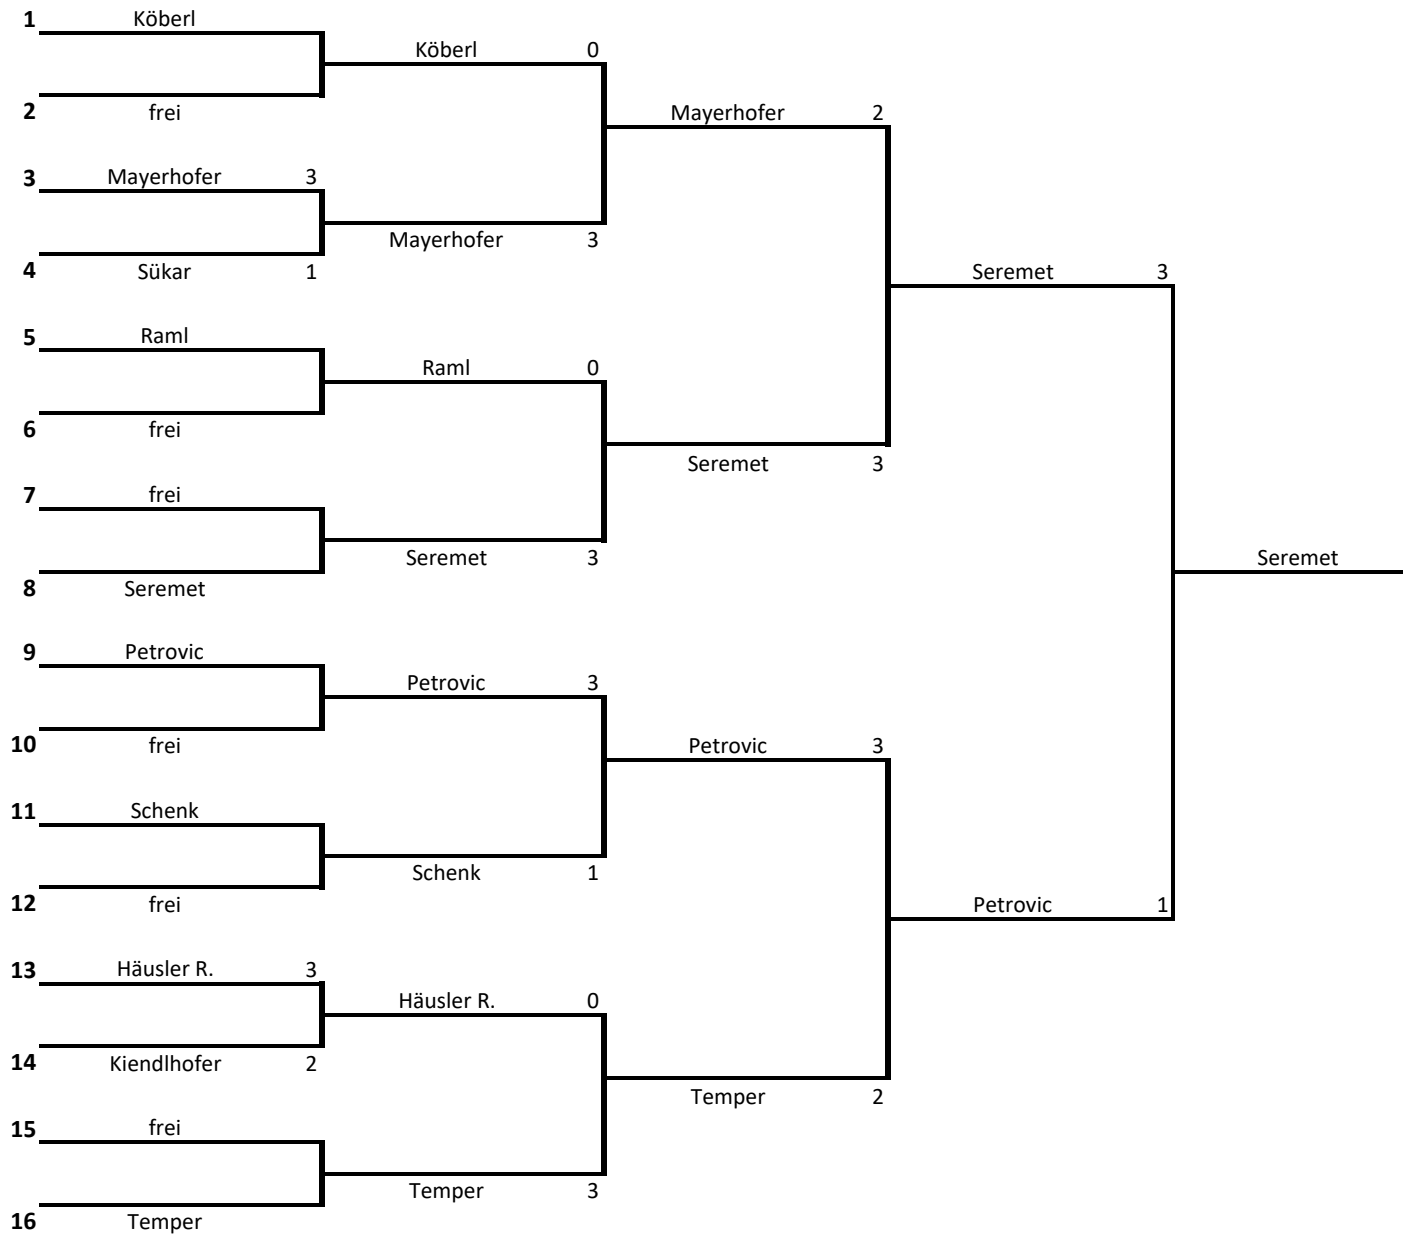 1 Köberl
Köberl 0
2 frei
Mayerhofer 2
3 Mayerhofer 3
Mayerhofer 3
4 Sükar 1
Seremet 3
5 Raml
Raml 0
6 frei
Seremet 3
7 frei
Seremet 3
8 Seremet
Seremet
9 Petrovic
Petrovic 3
10 frei
Petrovic 3
11 Schenk
Schenk 1
12 frei
Petrovic 1
13 Häusler R. 3
Häusler R. 0
14 Kiendlhofer 2
Temper 2
15 frei
Temper 3
16 Temper